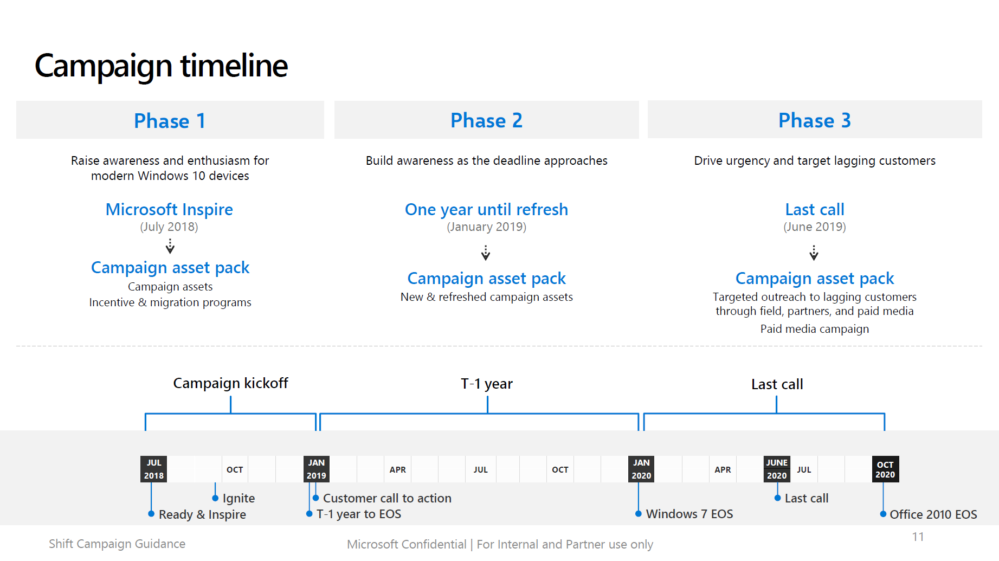 Campaign timeline
Phase 1
Raise awareness and enthusiasm for
modern Windows 10 devices
Microsoft Inspire
(July 2018)
Campaign asset pack
Campaign assets
Incentive & migration programs
Phase 2
Build awareness as the deadline approaches
One year until refresh
(January 2019)
Campaign asset pack
New & refreshed campaign assets
Phase 3
Drive urgency and target lagging customers
Last call
(June 2019)
Campaign asset pack
Targeted outreach to lagging customers
through field, partners, and paid media
Paid media campaign
Campaign kickoff
T-1 year
Last call
JUL
2018
OCT
JAN
2019
APR
JUL
OCT
JAN
2020
APR
JUNE
2020
JUL
OCT
2020
Ignite
Ready & Inspire
Customer call to action
T-1 year to EOS
Windows 7 EOS
Last call
Office 2010 EOS
Shift Campaign Guidance
Microsoft Confidential | For Internal and Partner use only
11